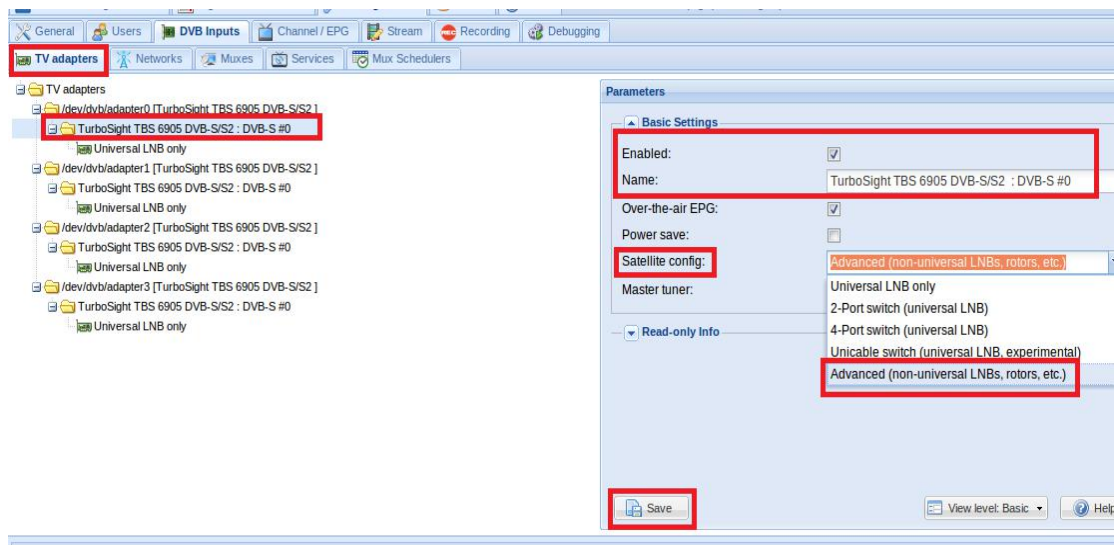 General Users DVB Inputs Channel / EPG Stream Recording Debugging
TV adapters Networks Muxes Services Mux Schedulers
TV adapters
/dev/dvb/adapter0 [TurboSight TBS 6905 DVB-S/S2 ]
TurboSight TBS 6905 DVB-S/S2 : DVB-S #0
Universal LNB only
/dev/dvb/adapter1 [TurboSight TBS 6905 DVB-S/S2 ]
TurboSight TBS 6905 DVB-S/S2 : DVB-S #0
Universal LNB only
/dev/dvb/adapter2 [TurboSight TBS 6905 DVB-S/S2 ]
TurboSight TBS 6905 DVB-S/S2 : DVB-S #0
Universal LNB only
/dev/dvb/adapter3 [TurboSight TBS 6905 DVB-S/S2 ]
TurboSight TBS 6905 DVB-S/S2 : DVB-S #0
Universal LNB only
Parameters
Basic Settings
Enabled:
Name: TurboSight TBS 6905 DVB-S/S2 : DVB-S #0
Over-the-air EPG:
Power save:
Satellite config: Advanced (non-universal LNBs, rotors, etc.)
Master tuner:
Universal LNB only
2-Port switch (universal LNB)
4-Port switch (universal LNB)
Unicable switch (universal LNB, experimental)
Advanced (non-universal LNBs, rotors, etc.)
Read-only Info
Save View level: Basic Help